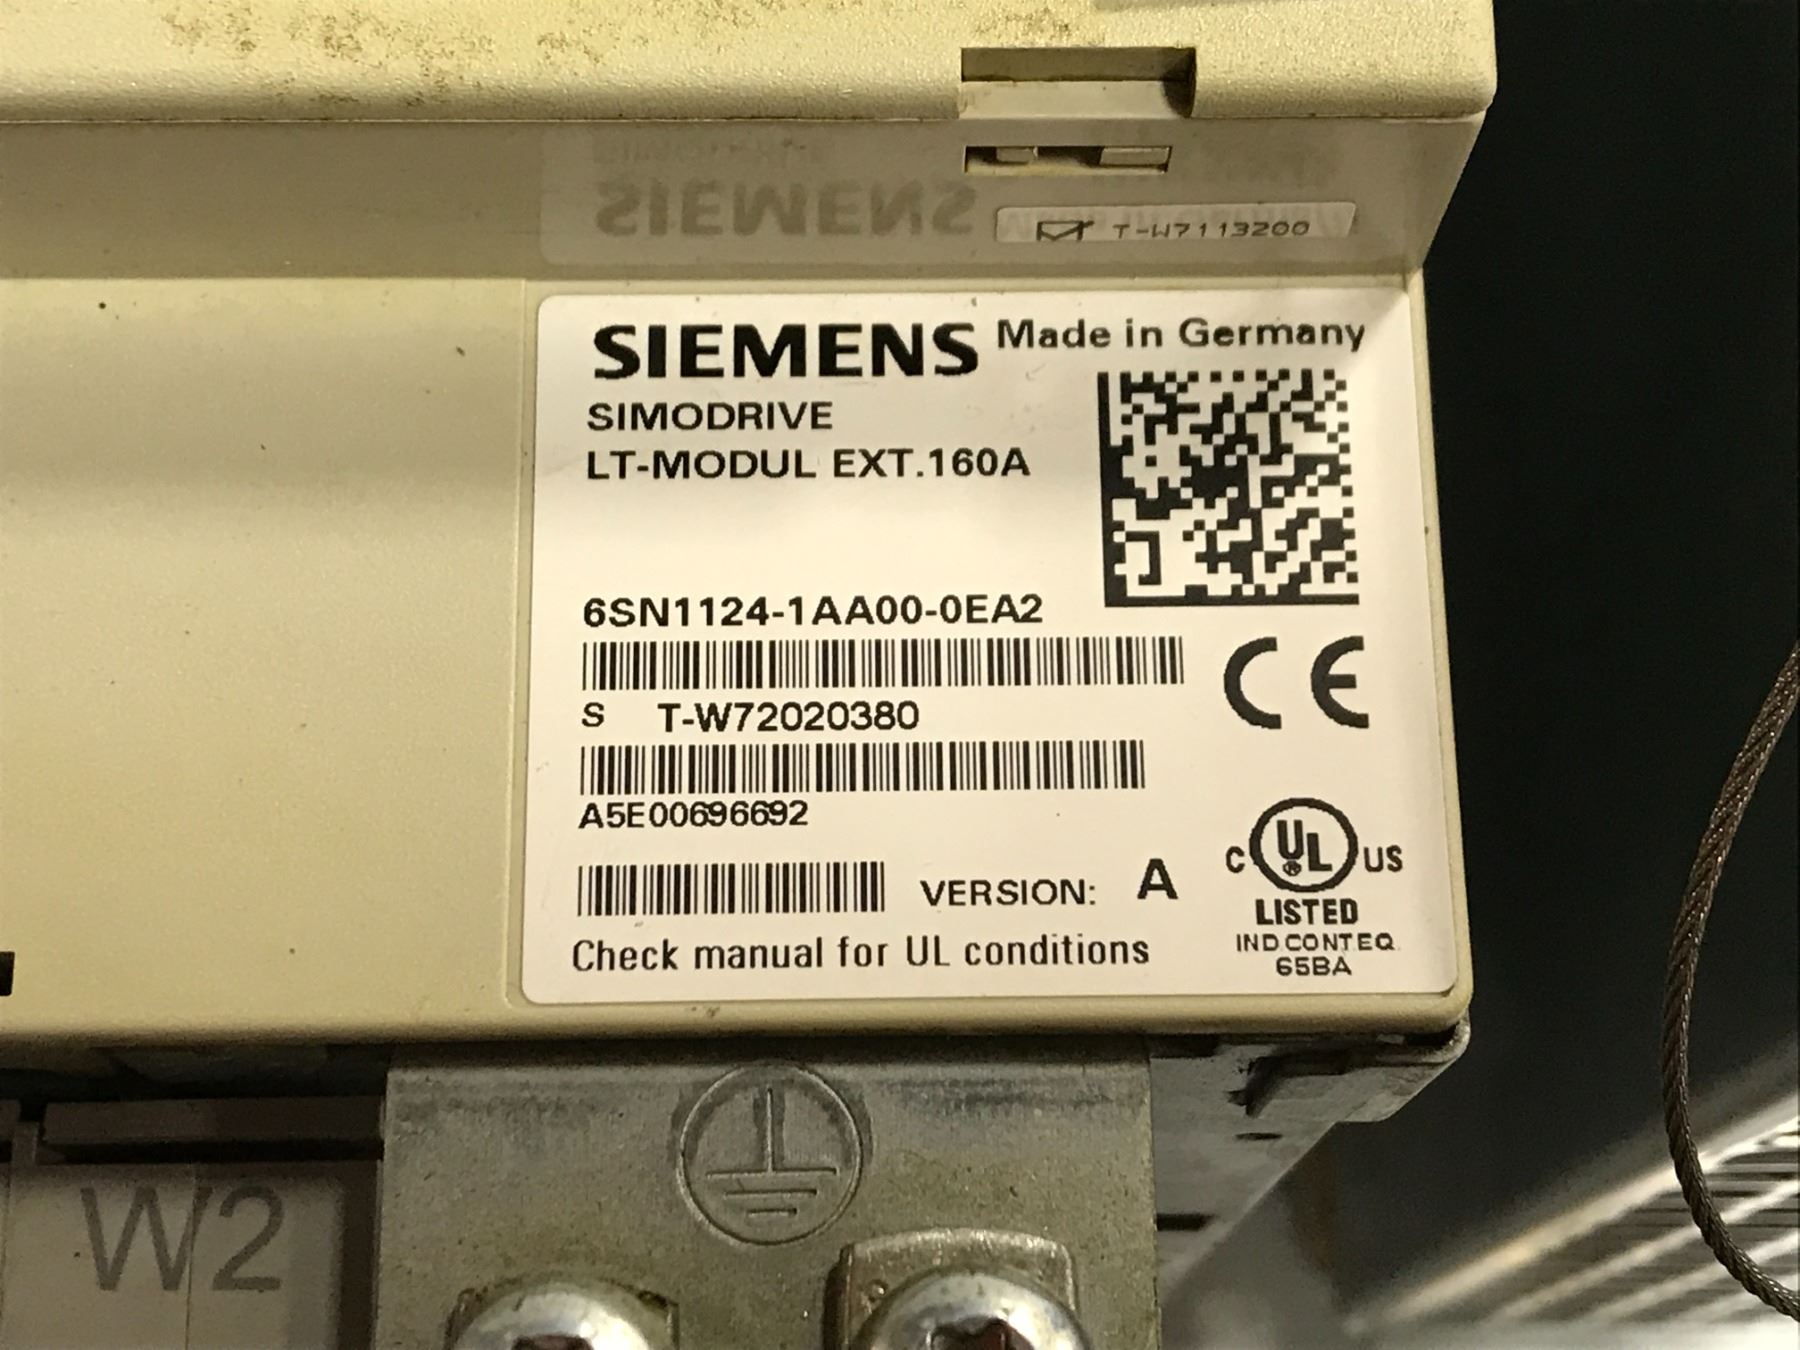 T-W7113200
SIEMENS Made in Germany
SIMODRIVE
LT-MODUL EXT.160A
6SN1124-1AA00-0EA2
CE
S T-W72020380
A5E00696692
C UL US
VERSION: A
LISTED
IND.CONT.EQ.
65BA
Check manual for UL conditions
W2